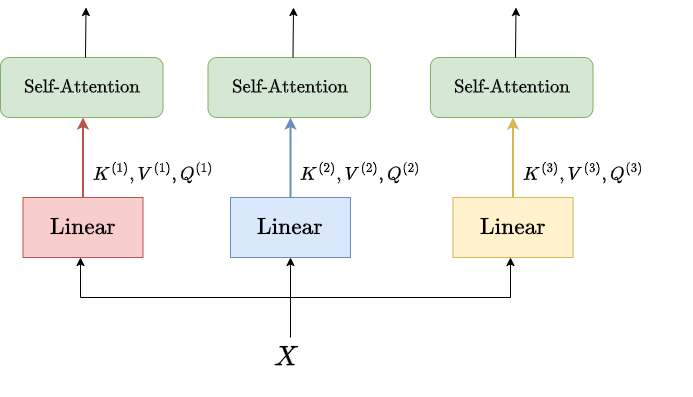 Self-Attention Self-Attention Self-Attention
K^{(1)}, V^{(1)}, Q^{(1)} K^{(2)}, V^{(2)}, Q^{(2)} K^{(3)}, V^{(3)}, Q^{(3)}
Linear Linear Linear
X